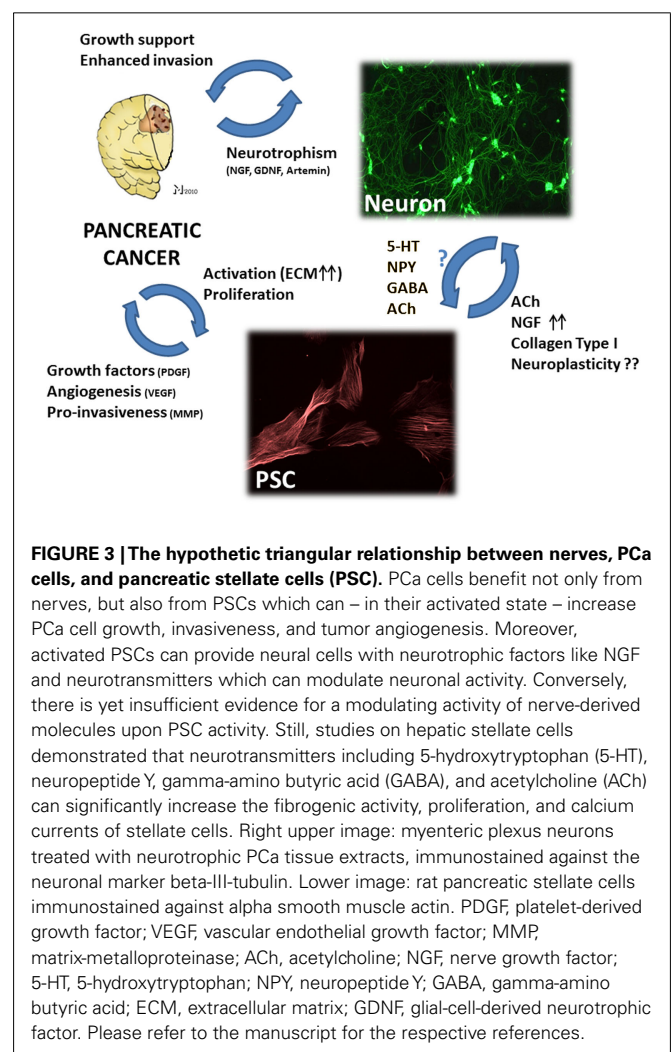 Growth support
Enhanced invasion
Neurotrophism
(NGF, GDNF, Artemin)
2010
Neuron
PANCREATIC
CANCER
5-HT
NPY
GABA
ACh
?
Activation (ECM↑↑)
Proliferation
ACh
NGF ↑↑
Collagen Type I
Neuroplasticity ??
Growth factors (PDGF)
Angiogenesis (VEGF)
Pro-invasiveness (MMP)
PSC
FIGURE 3 | The hypothetic triangular relationship between nerves, PCa
cells, and pancreatic stellate cells (PSC). PCa cells benefit not only from
nerves, but also from PSCs which can – in their activated state – increase
PCa cell growth, invasiveness, and tumor angiogenesis. Moreover,
activated PSCs can provide neural cells with neurotrophic factors like NGF
and neurotransmitters which can modulate neuronal activity. Conversely,
there is yet insufficient evidence for a modulating activity of nerve-derived
molecules upon PSC activity. Still, studies on hepatic stellate cells
demonstrated that neurotransmitters including 5-hydroxytryptophan (5-HT),
neuropeptide Y, gamma-amino butyric acid (GABA), and acetylcholine (ACh)
can significantly increase the fibrogenic activity, proliferation, and calcium
currents of stellate cells. Right upper image: myenteric plexus neurons
treated with neurotrophic PCa tissue extracts, immunostained against the
neuronal marker beta-III-tubulin. Lower image: rat pancreatic stellate cells
immunostained against alpha smooth muscle actin. PDGF, platelet-derived
growth factor; VEGF, vascular endothelial growth factor; MMP,
matrix-metalloproteinase; ACh, acetylcholine; NGF, nerve growth factor;
5-HT, 5-hydroxytryptophan; NPY, neuropeptide Y; GABA, gamma-amino
butyric acid; ECM, extracellular matrix; GDNF, glial-cell-derived neurotrophic
factor. Please refer to the manuscript for the respective references.